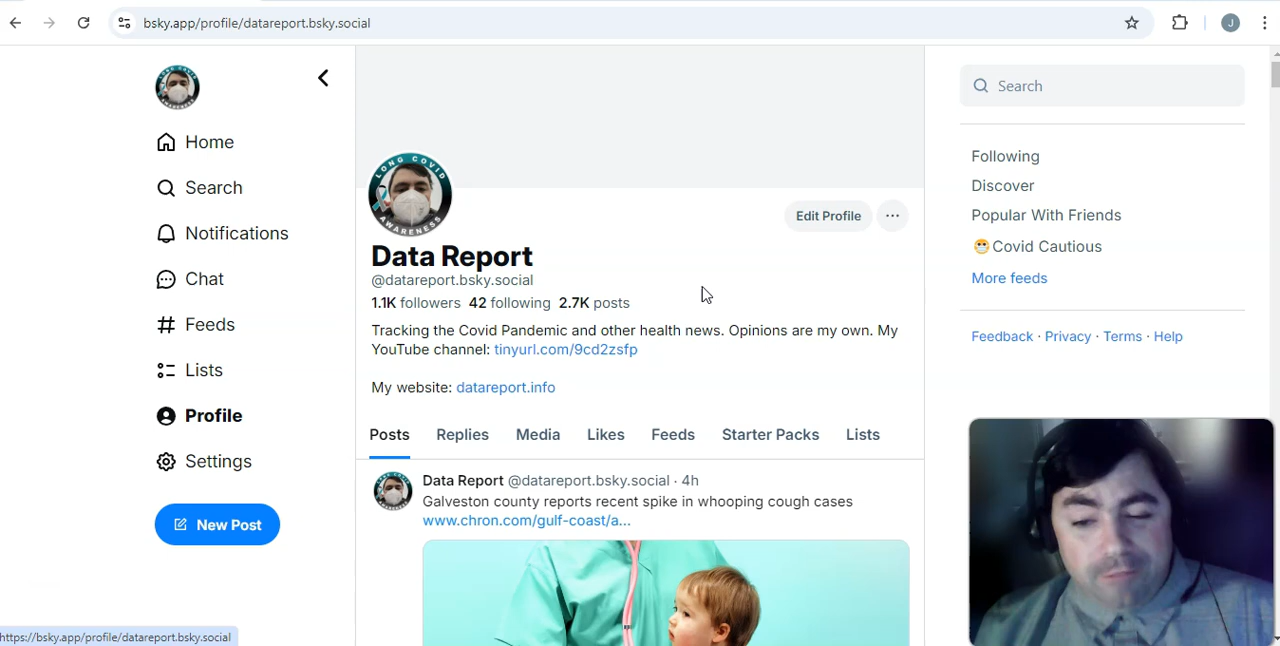 bsky.app/profile/datareport.bsky.social
J
Home
Search
Notifications
Chat
Feeds
Lists
Profile
Settings
New Post
LONG COVID
AWARENESS
Edit Profile
Data Report
@datareport.bsky.social
1.1K followers 42 following 2.7K posts
Tracking the Covid Pandemic and other health news. Opinions are my own. My
YouTube channel: tinyurl.com/9cd2zsfp
My website: datareport.info
Posts Replies Media Likes Feeds Starter Packs Lists
Data Report @datareport.bsky.social · 4h
Galveston county reports recent spike in whooping cough cases
www.chron.com/gulf-coast/a...
Search
Following
Discover
Popular With Friends
😷Covid Cautious
More feeds
Feedback · Privacy · Terms · Help
https://bsky.app/profile/datareport.bsky.social